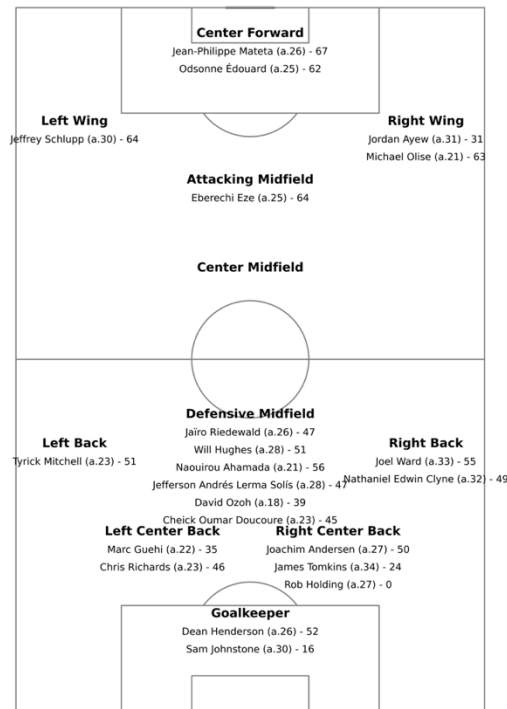 Center Forward
Jean-Philippe Mateta (a.26) - 67
Odsonne Édouard (a.25) - 62
Left Wing
Jeffrey Schlupp (a.30) - 64
Right Wing
Jordan Ayew (a.31) - 31
Michael Olise (a.21) - 63
Attacking Midfield
Eberechi Eze (a.25) - 64
Center Midfield
Defensive Midfield
Jaïro Riedewald (a.26) - 47
Will Hughes (a.28) - 51
Naouirou Ahamada (a.21) - 56
Jefferson Andrés Lerma Solís (a.28) - 47
David Ozoh (a.18) - 39
Cheick Oumar Doucoure (a.23) - 45
Left Back
Tyrick Mitchell (a.23) - 51
Right Back
Joel Ward (a.33) - 55
Nathaniel Edwin Clyne (a.32) - 49
Left Center Back
Marc Guehi (a.22) - 35
Chris Richards (a.23) - 46
Right Center Back
Joachim Andersen (a.27) - 50
James Tomkins (a.34) - 24
Rob Holding (a.27) - 0
Goalkeeper
Dean Henderson (a.26) - 52
Sam Johnstone (a.30) - 16